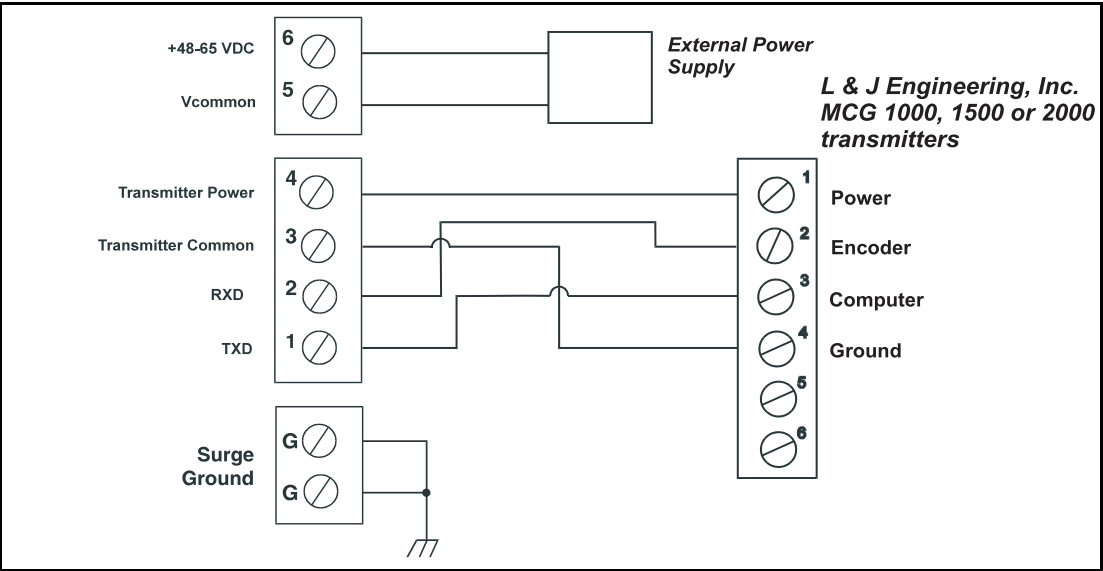 +48-65 VDC
6
Vcommon
5
External Power
Supply
L & J Engineering, Inc.
MCG 1000, 1500 or 2000
transmitters
Transmitter Power
4
Transmitter Common
3
RXD
2
TXD
1
1
Power
2
Encoder
3
Computer
4
Ground
5
6
Surge
Ground
G
G